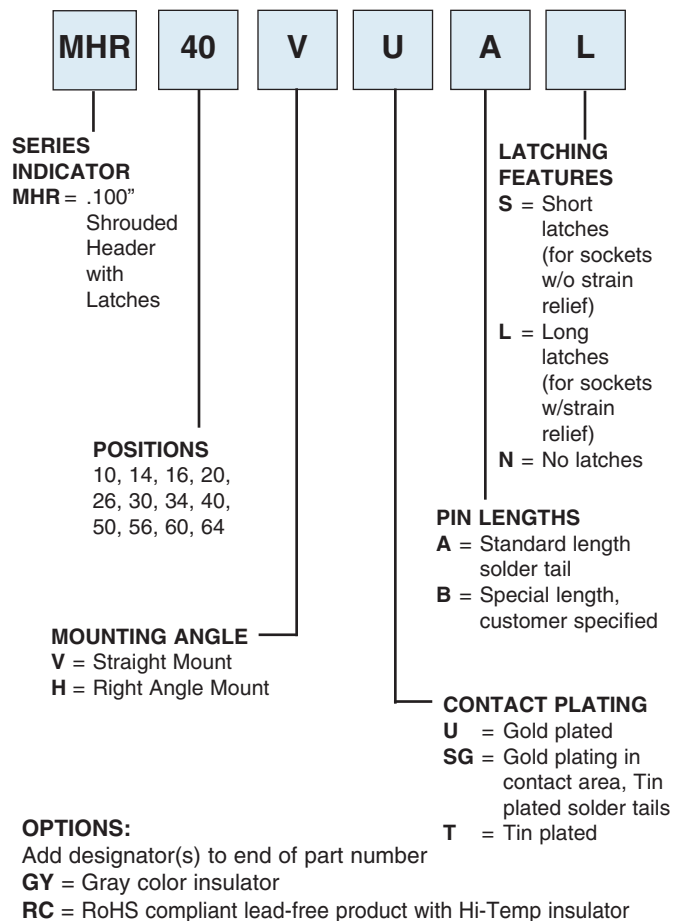 MHR 40 V U A L
SERIES
INDICATOR
MHR = .100”
Shrouded
Header
with
Latches
POSITIONS
10, 14, 16, 20,
26, 30, 34, 40,
50, 56, 60, 64
MOUNTING ANGLE
V = Straight Mount
H = Right Angle Mount
LATCHING
FEATURES
S = Short
latches
(for sockets
w/o strain
relief)
L = Long
latches
(for sockets
w/strain
relief)
N = No latches
PIN LENGTHS
A = Standard length
solder tail
B = Special length,
customer specified
CONTACT PLATING
U = Gold plated
SG = Gold plating in
contact area, Tin
plated solder tails
T = Tin plated
OPTIONS:
Add designator(s) to end of part number
GY = Gray color insulator
RC = RoHS compliant lead-free product with Hi-Temp insulator